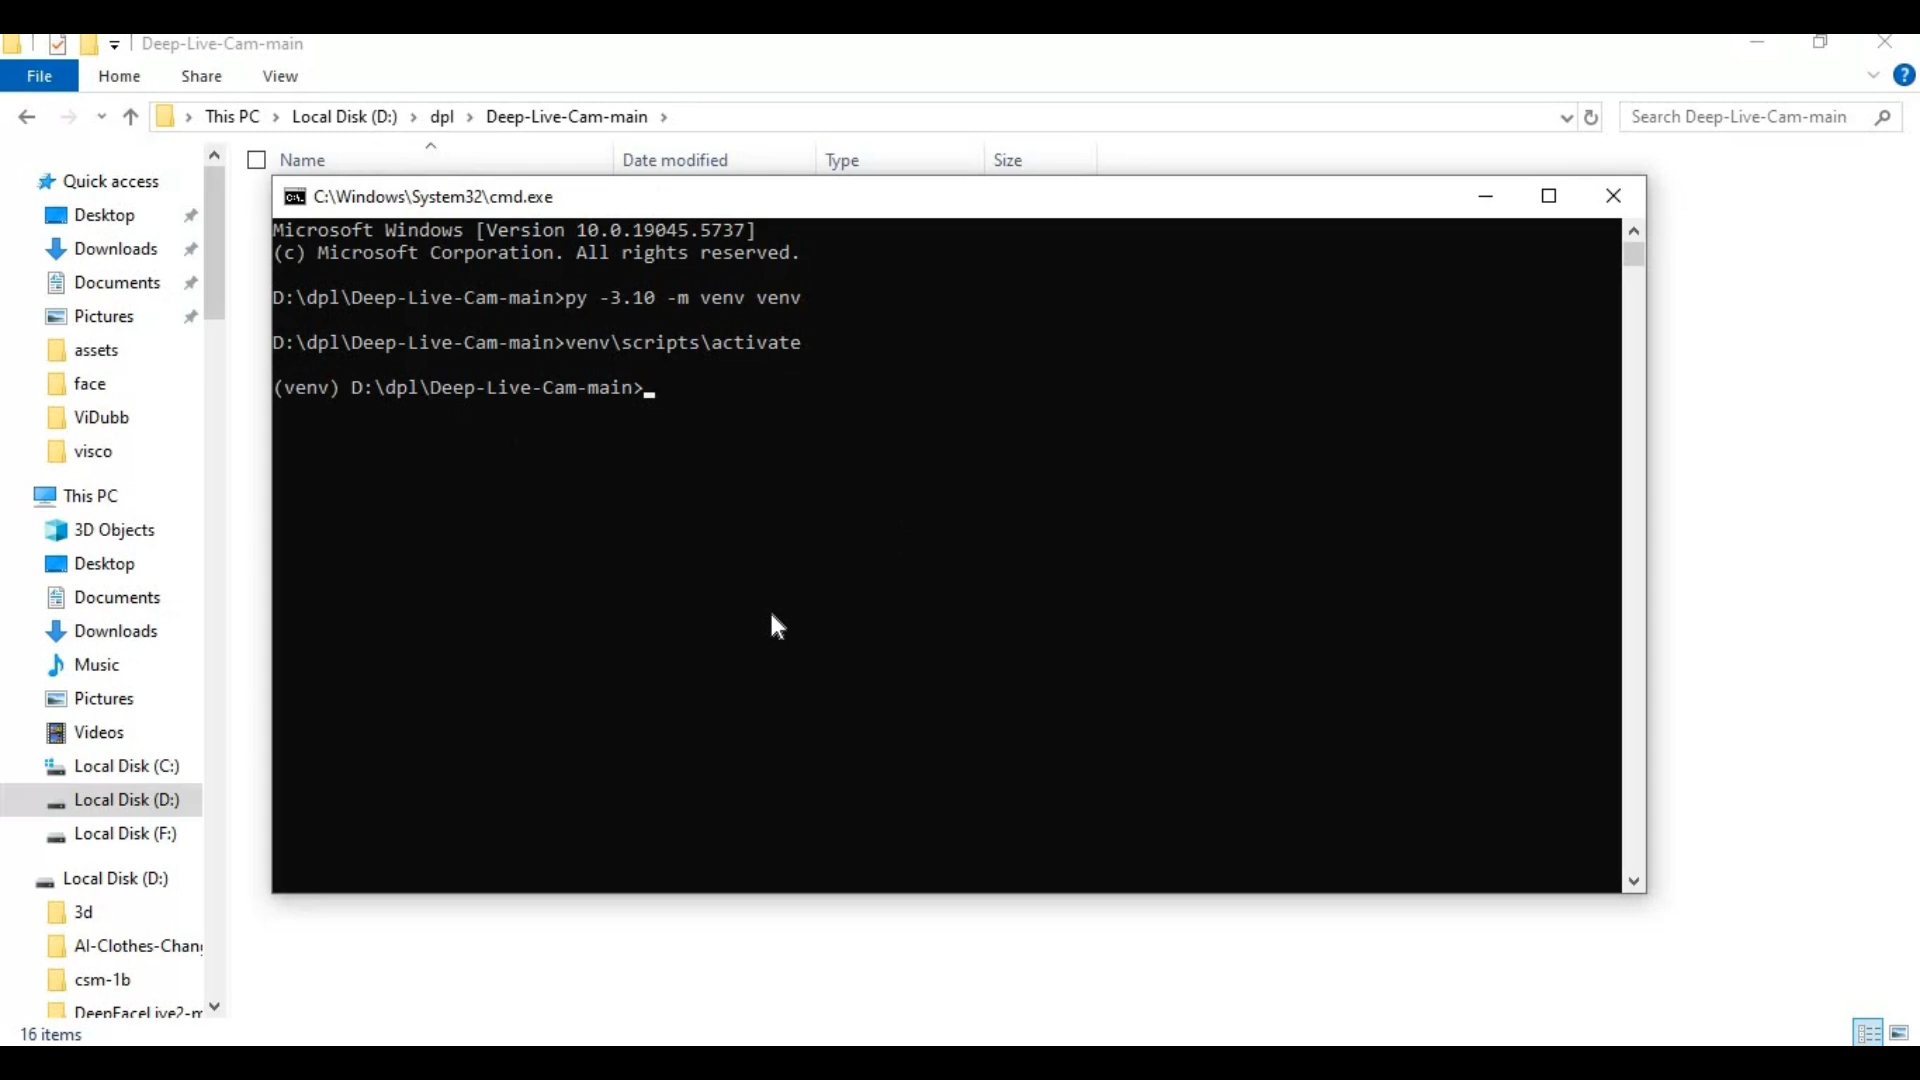 Deep-Live-Cam-main
File Home Share View
This PC Local Disk (D:) dpl Deep-Live-Cam-main
Search Deep-Live-Cam-main
Name Date modified Type Size
Quick access
Desktop
Downloads
Documents
Pictures
assets
face
ViDubb
visco
This PC
3D Objects
Desktop
Documents
Downloads
Music
Pictures
Videos
Local Disk (C:)
Local Disk (D:)
Local Disk (F:)
Local Disk (D:)
3d
AI-Clothes-Chan
csm-1b
DeepFaceLive2-m
16 items
C:\Windows\System32\cmd.exe
Microsoft Windows [Version 10.0.19045.5737]
(c) Microsoft Corporation. All rights reserved.
D:\dpl\Deep-Live-Cam-main>py -3.10 -m venv venv
D:\dpl\Deep-Live-Cam-main>venv\scripts\activate
(venv) D:\dpl\Deep-Live-Cam-main>